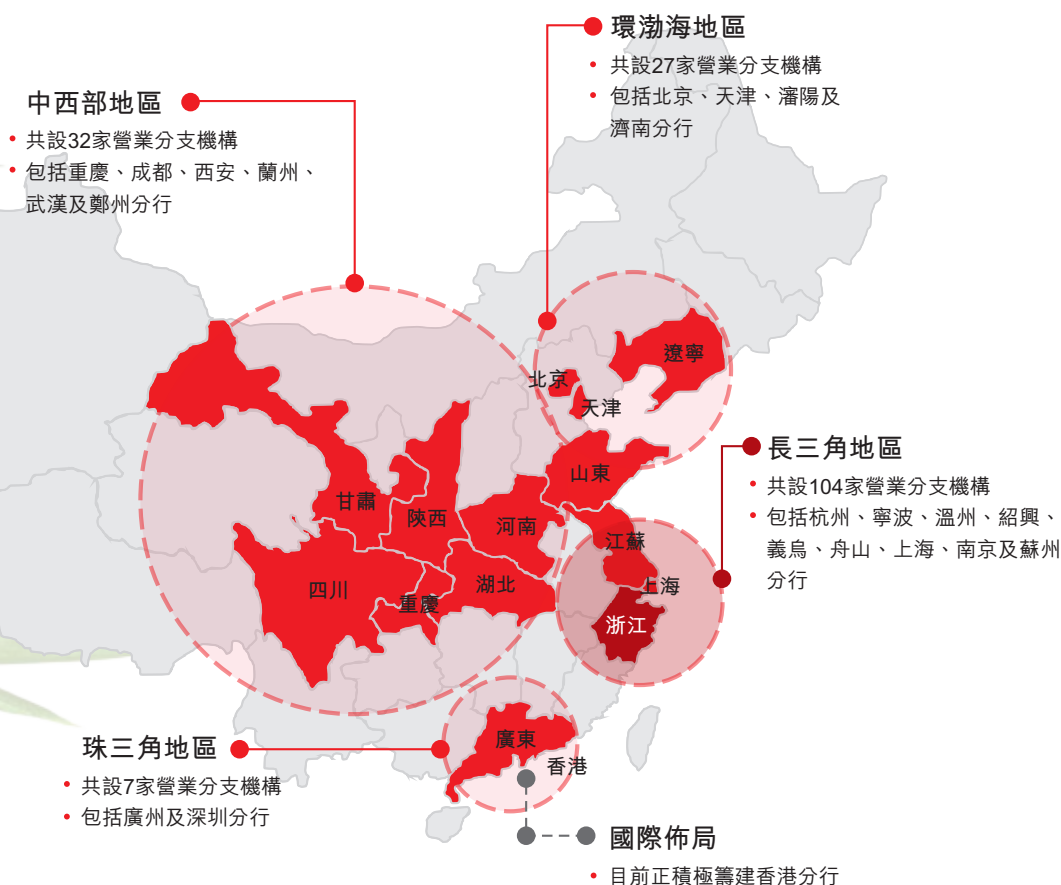 環渤海地區
• 共設27家營業分支機構
• 包括北京、天津、瀋陽及
濟南分行
中西部地區
• 共設32家營業分支機構
• 包括重慶、成都、西安、蘭州、
武漢及鄭州分行
遼寧
北京
天津
山東
甘肅
陝西
河南
江蘇
四川
重慶
湖北
上海
浙江
長三角地區
• 共設104家營業分支機構
• 包括杭州、寧波、溫州、紹興、
義烏、舟山、上海、南京及蘇州
分行
珠三角地區
• 共設7家營業分支機構
• 包括廣州及深圳分行
廣東
香港
國際佈局
• 目前正積極籌建香港分行